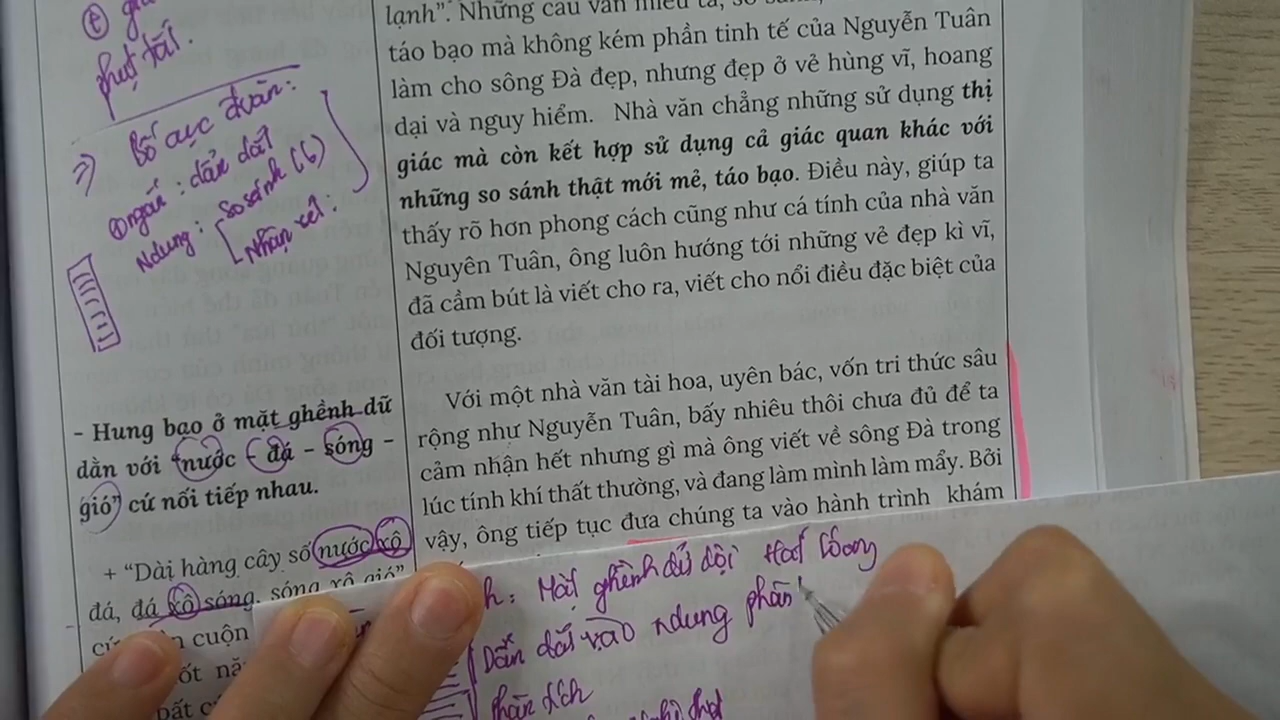 phụt tắt.
⇒ Bố cục đoạn:
① ngắn: dẫn dắt
Ndung: So sánh (6)
Nhận xét:
- Hung bạo ở mặt ghềnh dữ
dằn với “nước – đá – sóng –
gió” cứ nối tiếp nhau.
+ “Dài hàng cây số nước xô
đá, đá xô sóng, sóng xô gió”
cuộn
lạnh”. Những câu văn miêu tả, so
táo bạo mà không kém phần tinh tế của Nguyễn Tuân
làm cho sông Đà đẹp, nhưng đẹp ở vẻ hùng vĩ, hoang
dại và nguy hiểm. Nhà văn chẳng những sử dụng thị
giác mà còn kết hợp sử dụng cả giác quan khác với
những so sánh thật mới mẻ, táo bạo. Điều này, giúp ta
thấy rõ hơn phong cách cũng như cá tính của nhà văn
Nguyên Tuân, ông luôn hướng tới những vẻ đẹp kì vĩ,
đã cầm bút là viết cho ra, viết cho nổi điều đặc biệt của
đối tượng.
Với một nhà văn tài hoa, uyên bác, vốn tri thức sâu
rộng như Nguyễn Tuân, bấy nhiêu thôi chưa đủ để ta
cảm nhận hết nhưng gì mà ông viết về sông Đà trong
lúc tính khí thất thường, và đang làm mình làm mẩy. Bởi
vậy, ông tiếp tục đưa chúng ta vào hành trình khám
h: Mặt ghềnh dữ dội Hát Lóong
Dẫn dắt vào ndung phân
phân tích